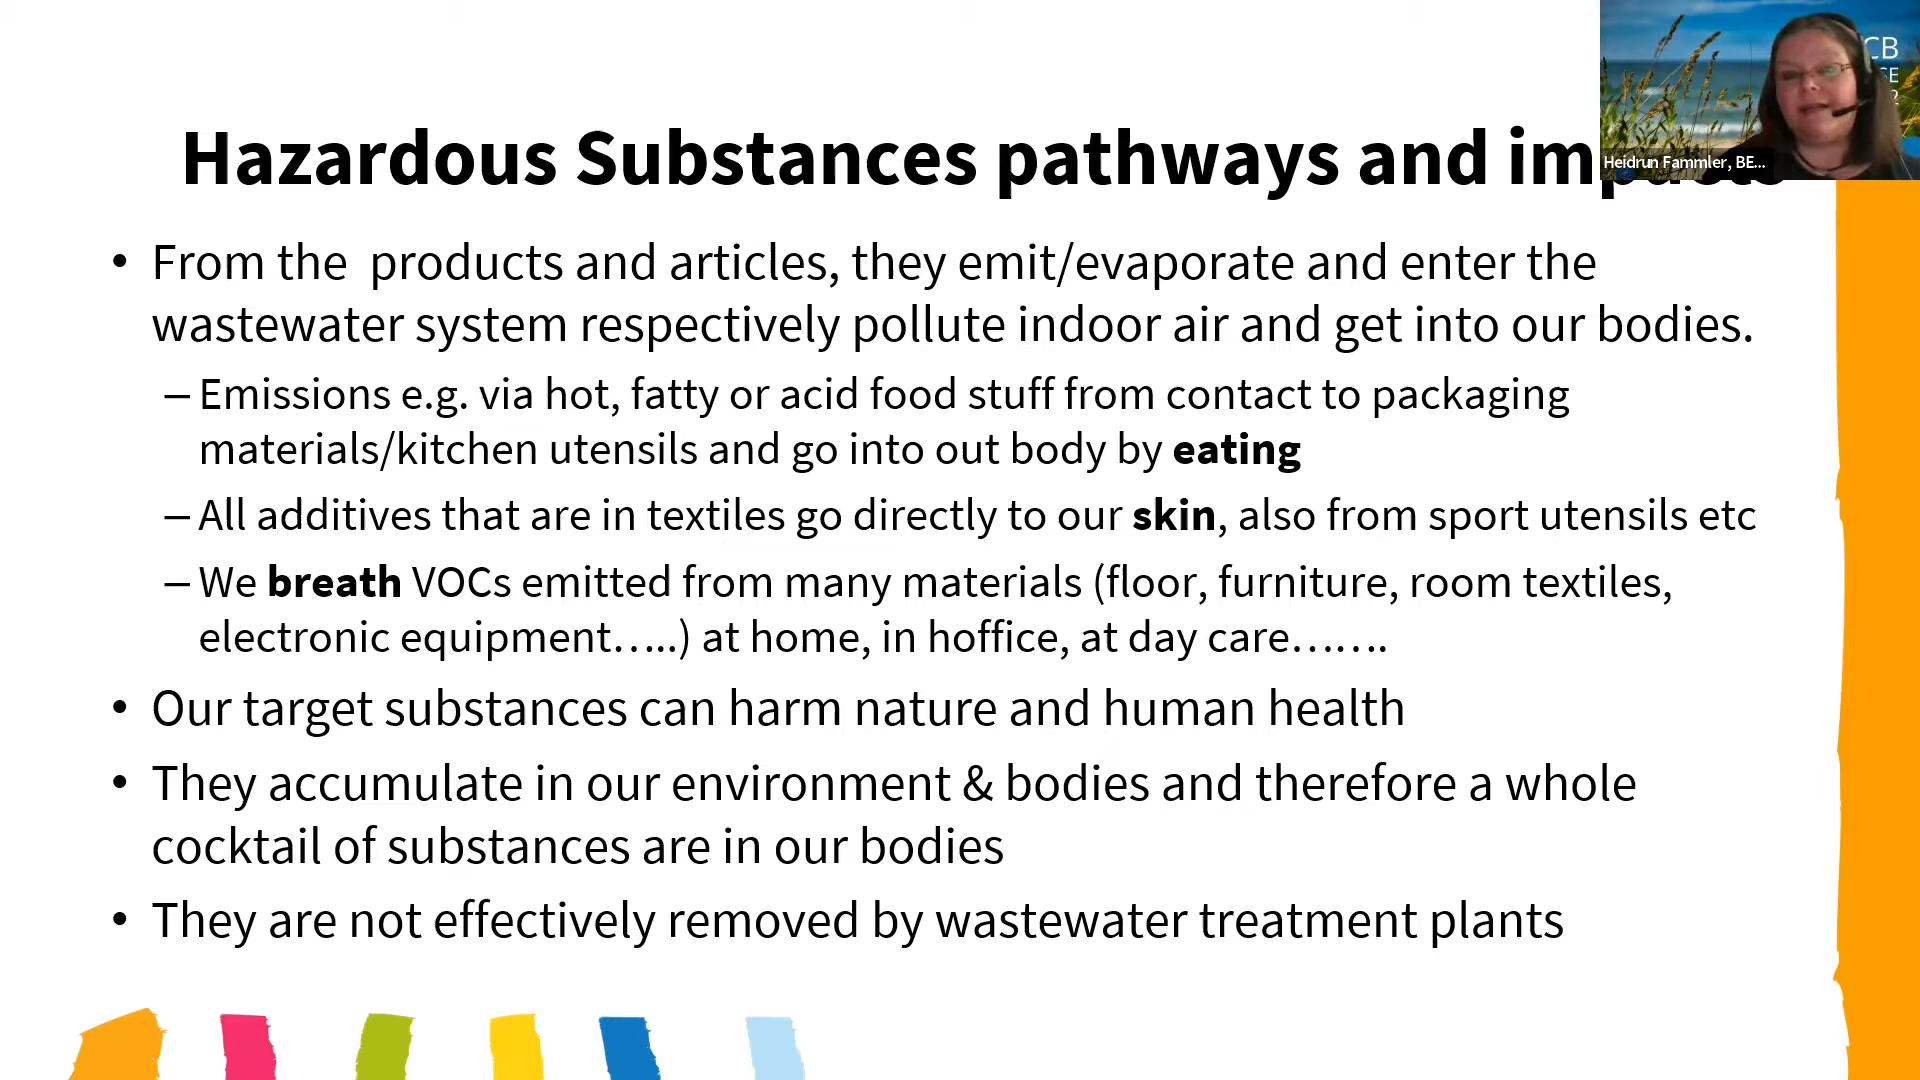 Hazardous Substances pathways and impacts
CB
CE
2
Heidrun Fammler, BE...
• From the products and articles, they emit/evaporate and enter the
wastewater system respectively pollute indoor air and get into our bodies.
– Emissions e.g. via hot, fatty or acid food stuff from contact to packaging
materials/kitchen utensils and go into out body by eating
– All additives that are in textiles go directly to our skin, also from sport utensils etc
– We breath VOCs emitted from many materials (floor, furniture, room textiles,
electronic equipment…..) at home, in hoffice, at day care…….
• Our target substances can harm nature and human health
• They accumulate in our environment & bodies and therefore a whole
cocktail of substances are in our bodies
• They are not effectively removed by wastewater treatment plants